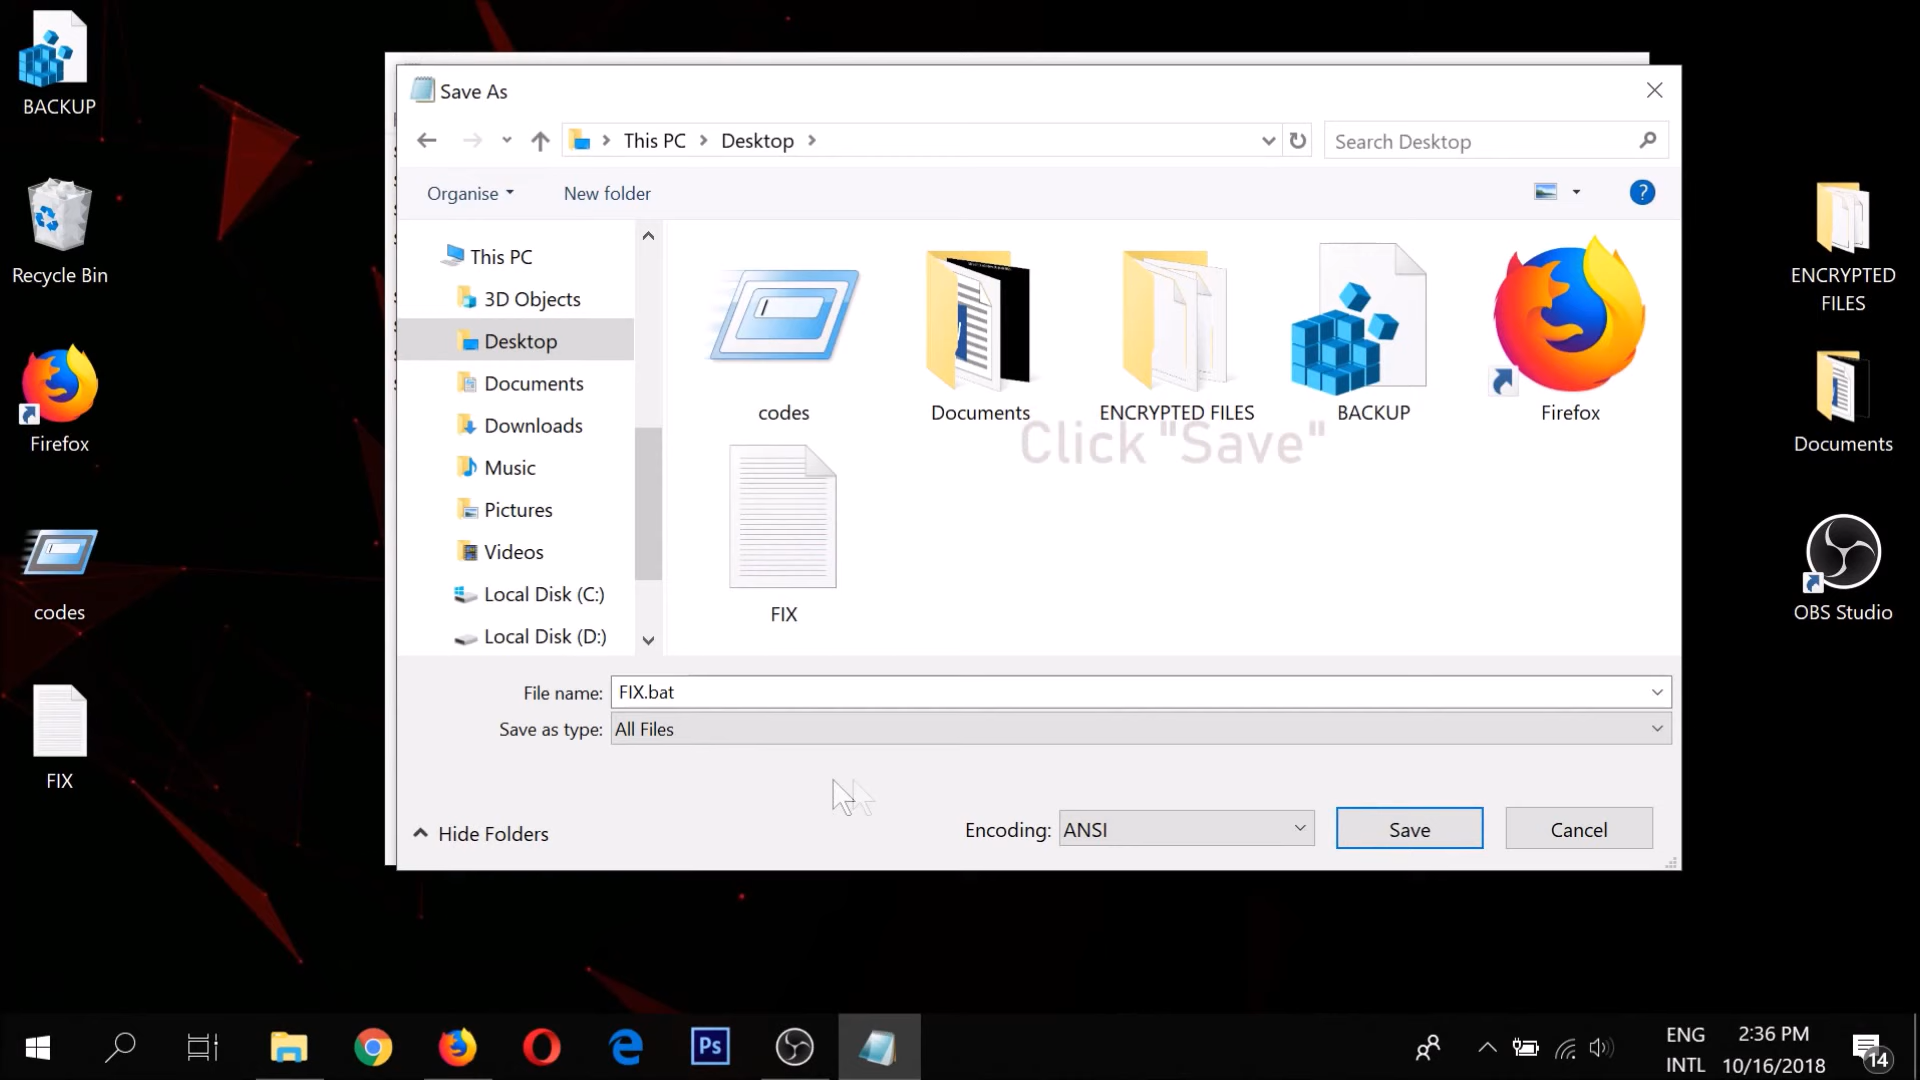 BACKUP
Recycle Bin
Firefox
codes
FIX
Save As
This PC
Desktop
Search Desktop
Organise
New folder
This PC
3D Objects
Desktop
Documents
Downloads
Music
Pictures
Videos
Local Disk (C:)
Local Disk (D:)
codes
Documents
ENCRYPTED FILES
BACKUP
Firefox
Click "Save"
FIX
File name: FIX.bat
Save as type: All Files
Hide Folders
Encoding: ANSI
Save
Cancel
ENCRYPTED
FILES
Documents
OBS Studio
Ps
ENG
INTL
2:36 PM
10/16/2018
14